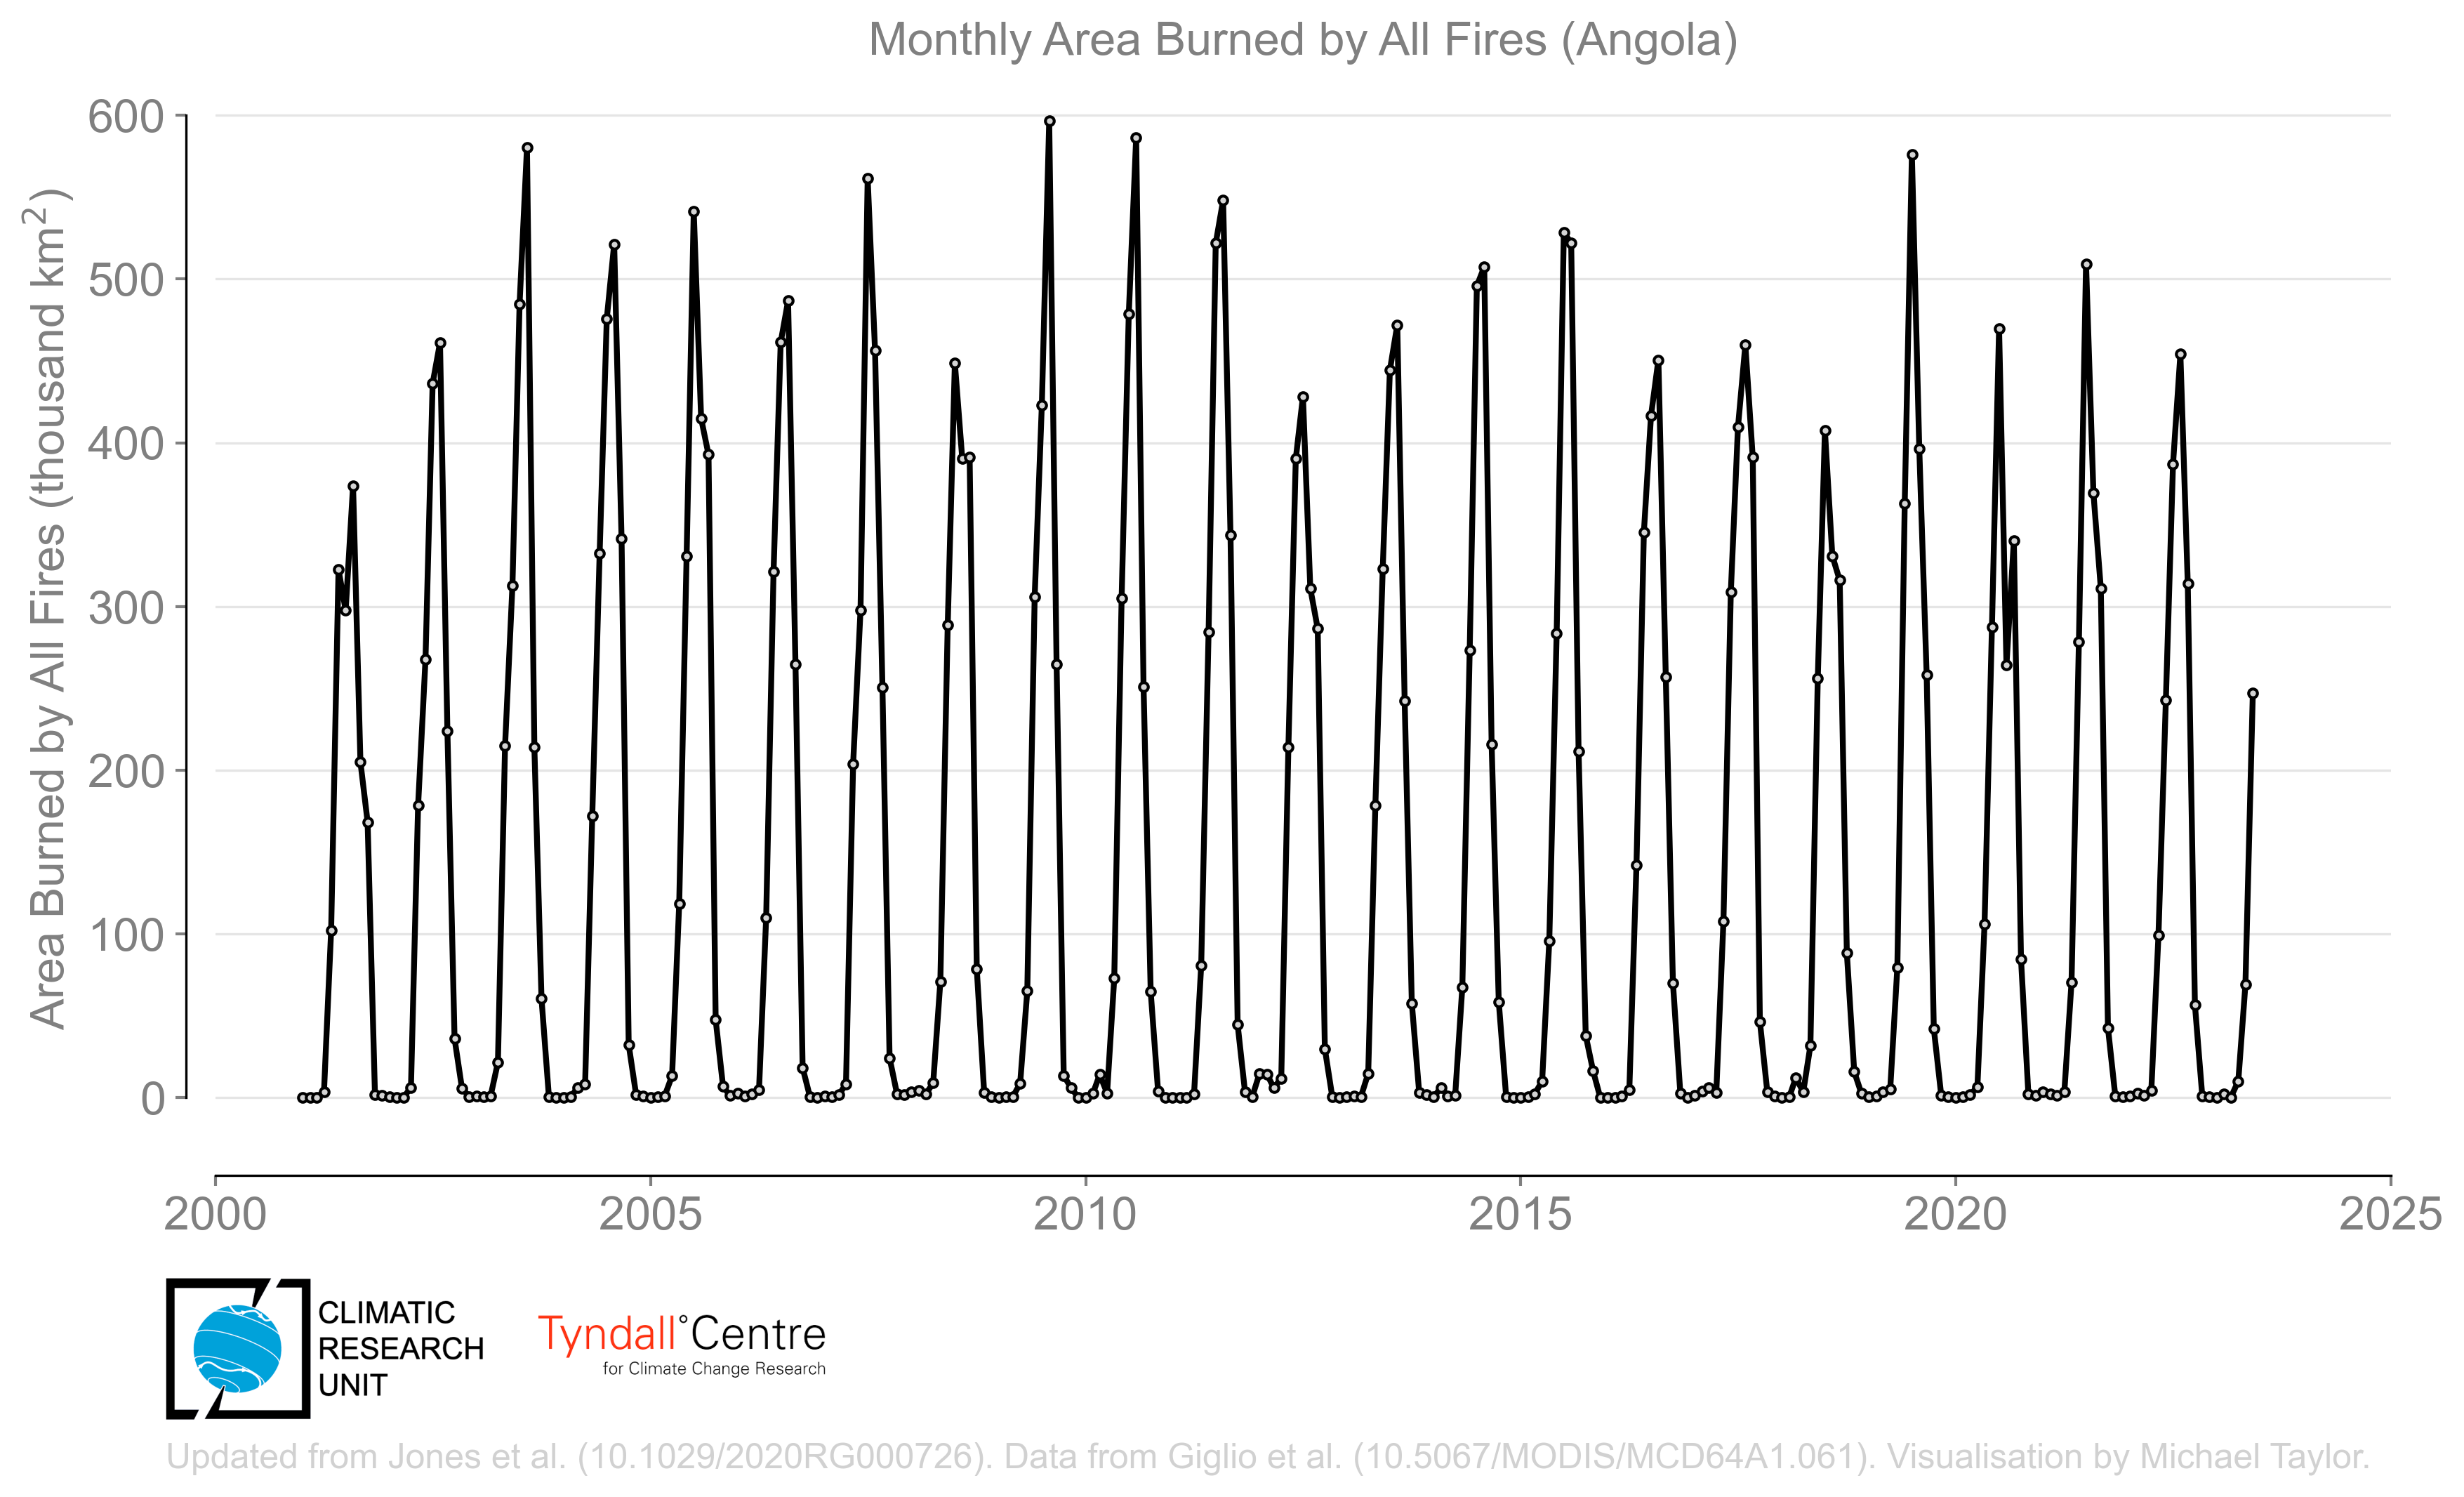 Monthly Area Burned by All Fires (Angola)
Area Burned by All Fires (thousand km²)
600
500
400
300
200
100
0
2000 2005 2010 2015 2020 2025
CLIMATIC
RESEARCH
UNIT
Tyndall°Centre
for Climate Change Research
Updated from Jones et al. (10.1029/2020RG000726). Data from Giglio et al. (10.5067/MODIS/MCD64A1.061). Visualisation by Michael Taylor.